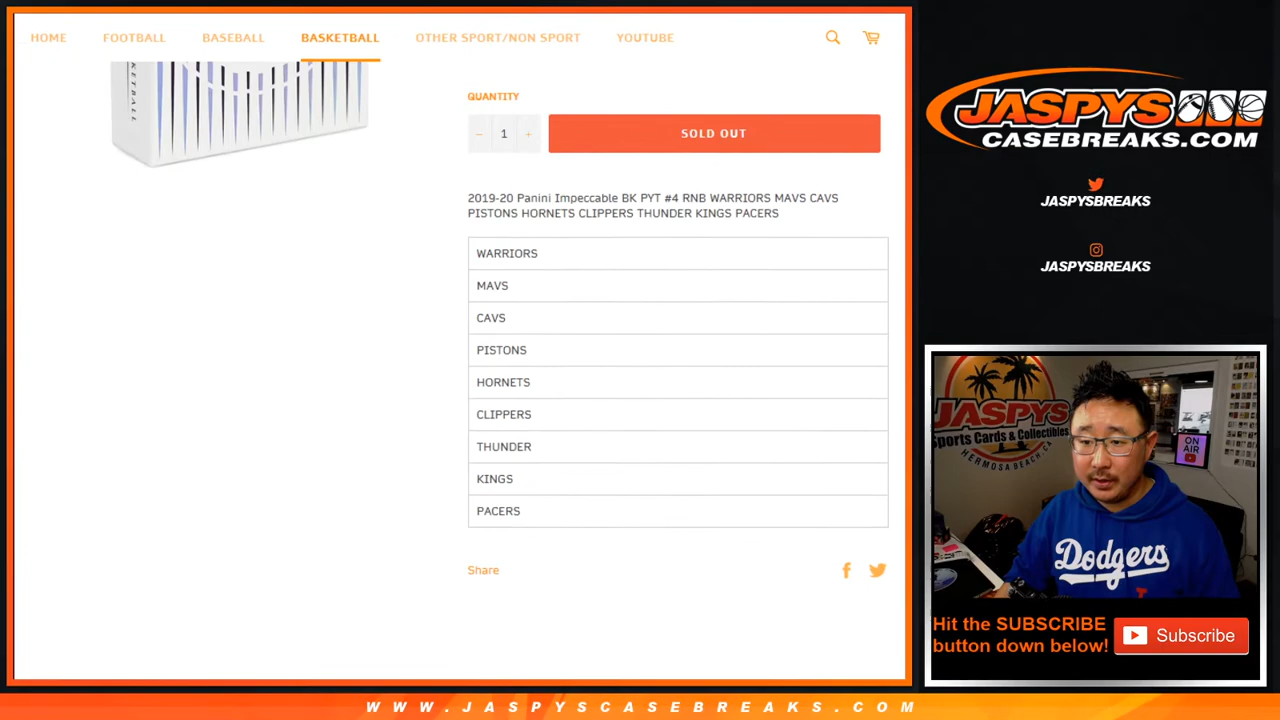 HOME FOOTBALL BASEBALL BASKETBALL OTHER SPORT/NON SPORT YOUTUBE
KETBALL
QUANTITY
− 1 + SOLD OUT
2019-20 Panini Impeccable BK PYT #4 RNB WARRIORS MAVS CAVS
PISTONS HORNETS CLIPPERS THUNDER KINGS PACERS
WARRIORS
MAVS
CAVS
PISTONS
HORNETS
CLIPPERS
THUNDER
KINGS
PACERS
Share
JASPYS
CASEBREAKS.COM
JASPYSBREAKS
JASPYSBREAKS
JASPYS
Sports Cards & Collectibles
HERMOSA BEACH, CA
ON
AIR
Dodgers
Hit the SUBSCRIBE
button down below!
Subscribe
WWW.JASPYSCASEBREAKS.COM